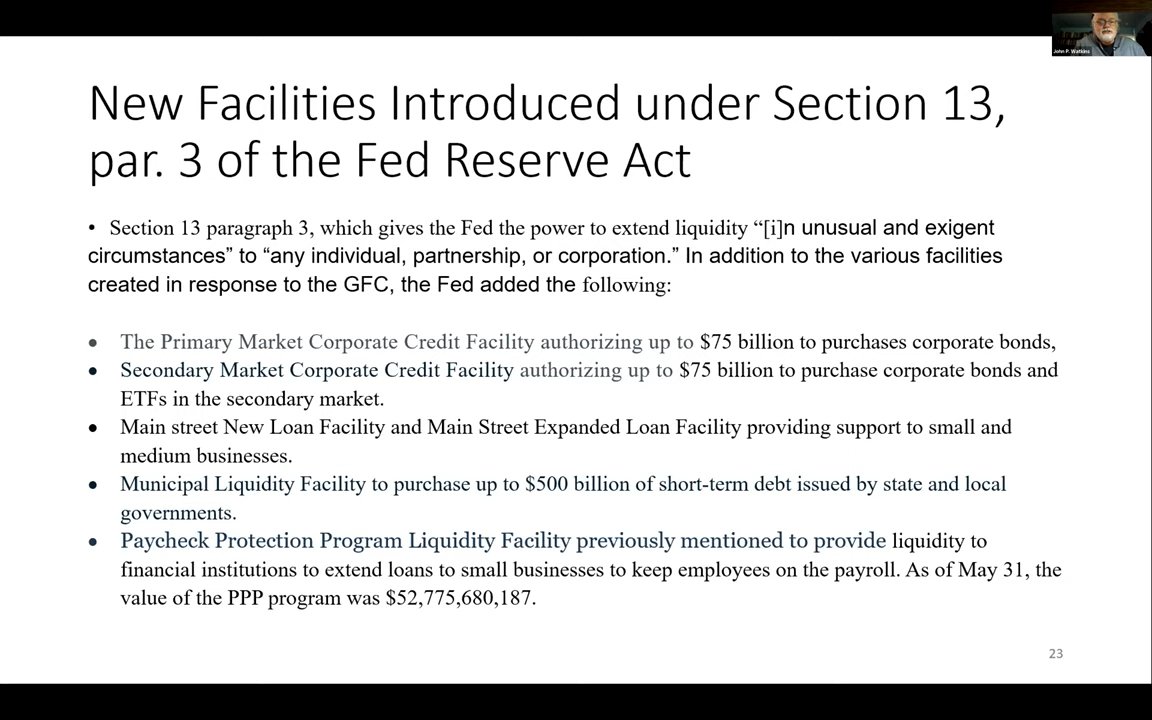 John P. Watkins
New Facilities Introduced under Section 13,
par. 3 of the Fed Reserve Act
• Section 13 paragraph 3, which gives the Fed the power to extend liquidity “[i]n unusual and exigent
circumstances” to “any individual, partnership, or corporation.” In addition to the various facilities
created in response to the GFC, the Fed added the following:
• The Primary Market Corporate Credit Facility authorizing up to $75 billion to purchases corporate bonds,
• Secondary Market Corporate Credit Facility authorizing up to $75 billion to purchase corporate bonds and
ETFs in the secondary market.
• Main street New Loan Facility and Main Street Expanded Loan Facility providing support to small and
medium businesses.
• Municipal Liquidity Facility to purchase up to $500 billion of short-term debt issued by state and local
governments.
• Paycheck Protection Program Liquidity Facility previously mentioned to provide liquidity to
financial institutions to extend loans to small businesses to keep employees on the payroll. As of May 31, the
value of the PPP program was $52,775,680,187.
23